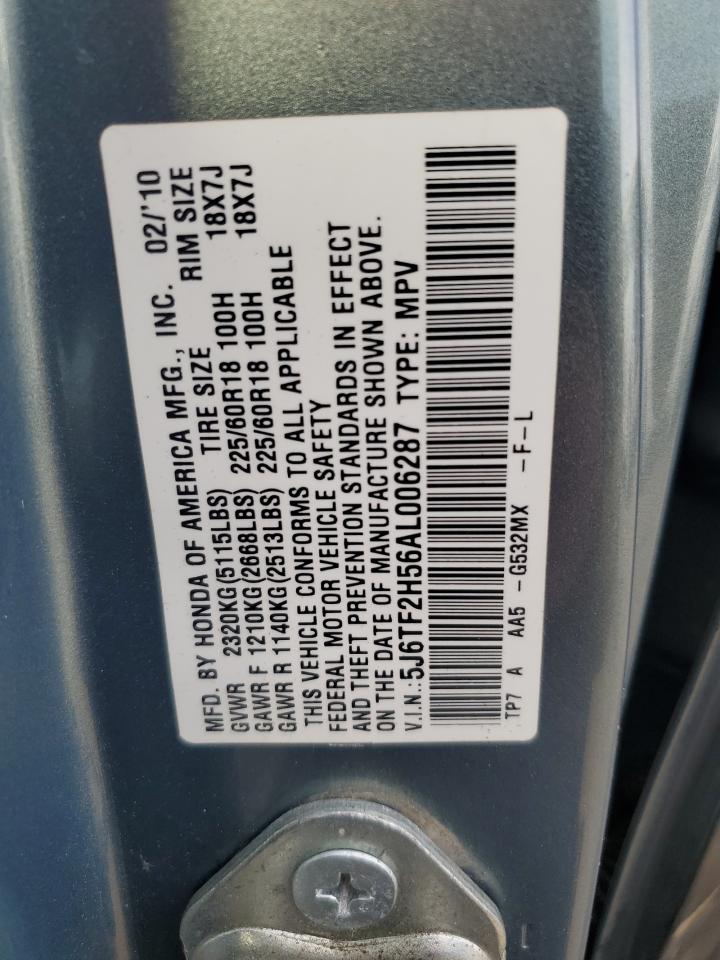 MFD. BY HONDA OF AMERICA MFG., INC. 02/'10
GVWR 2320KG(5115LBS) TIRE SIZE RIM SIZE
GAWR F 1210KG(2668LBS) 225/60R18 100H 18X7J
GAWR R 1140KG(2513LBS) 225/60R18 100H 18X7J
THIS VEHICLE CONFORMS TO ALL APPLICABLE
FEDERAL MOTOR VEHICLE SAFETY
AND THEFT PREVENTION STANDARDS IN EFFECT
ON THE DATE OF MANUFACTURE SHOWN ABOVE.
V.I.N.: 5J6TF2H56AL006287 TYPE: MPV
TP7 A AA5 -G532MX -F-L